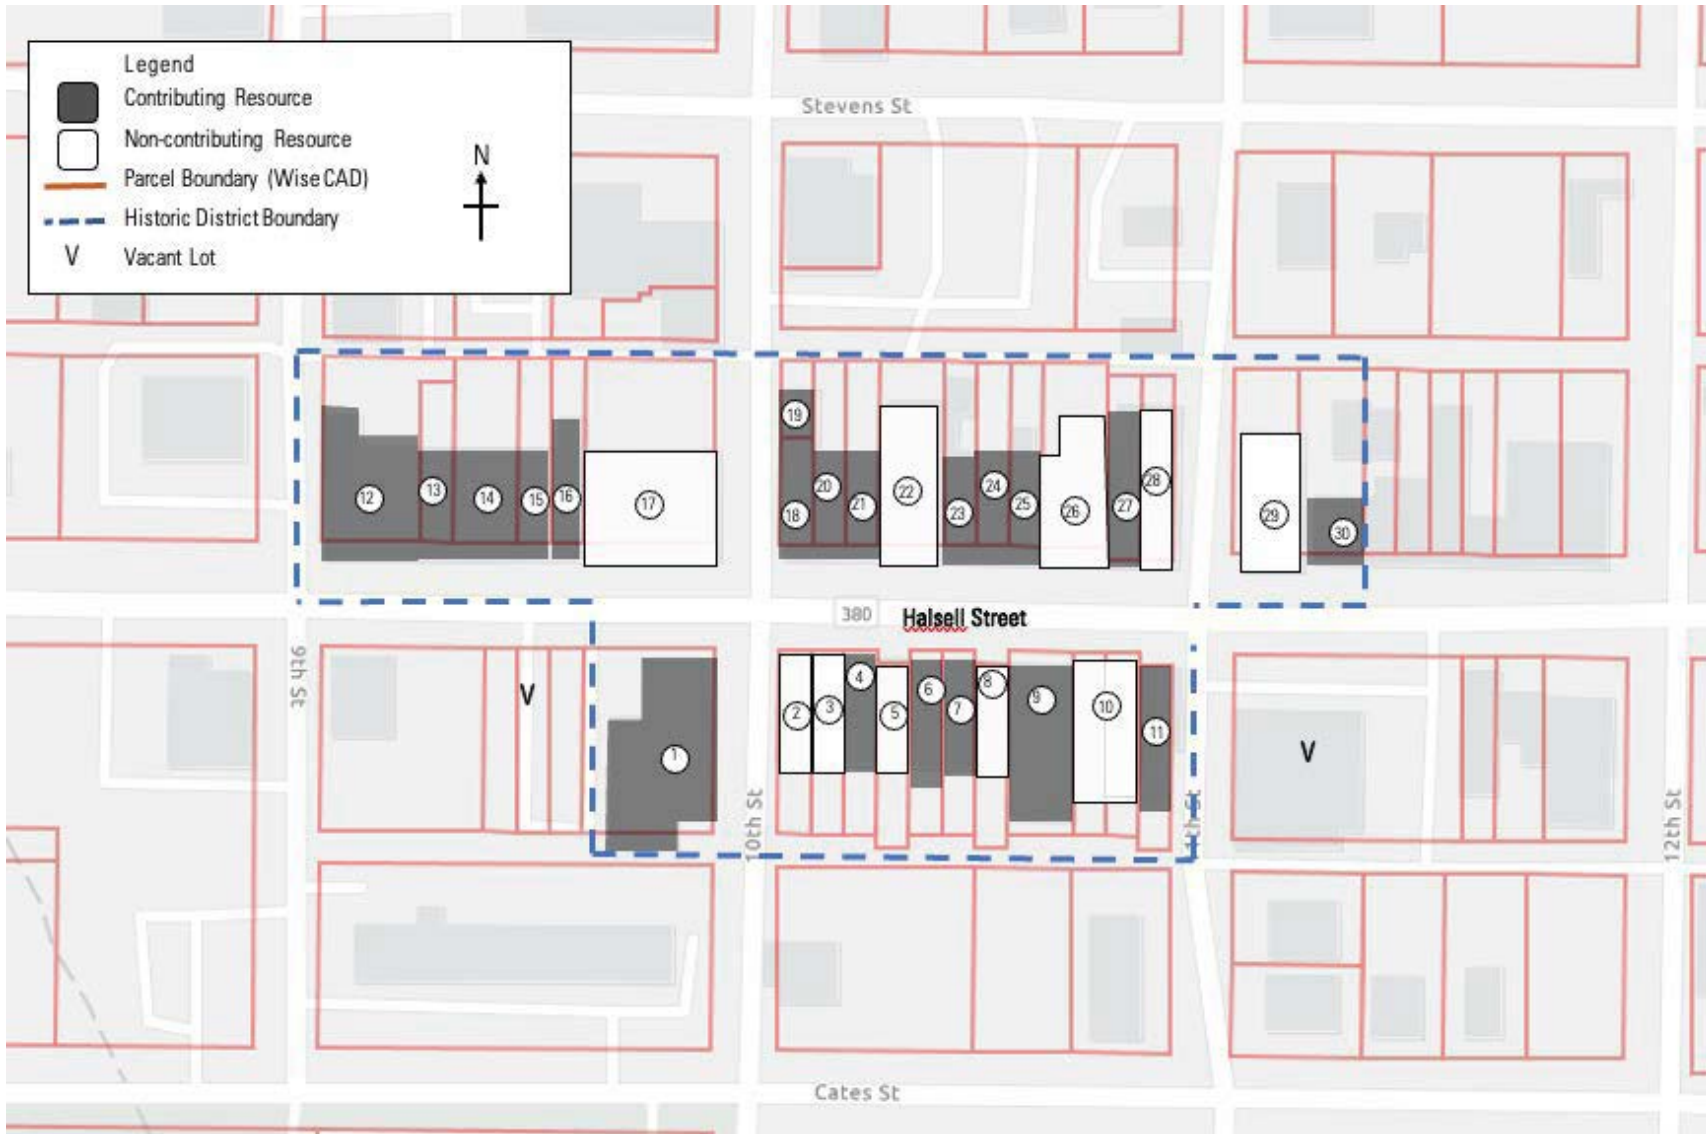 Legend
Contributing Resource
Non-contributing Resource
Parcel Boundary (Wise CAD)
Historic District Boundary
V Vacant Lot
N
Stevens St
19
12 13 14 15 16 17
18 20 21 22 23 24 25 26 27 28
29 30
380 Halsell Street
9th St
V
1
10th St
2 3 4 5 6 7 8 9 10 11
11th St
V
12th St
Cates St